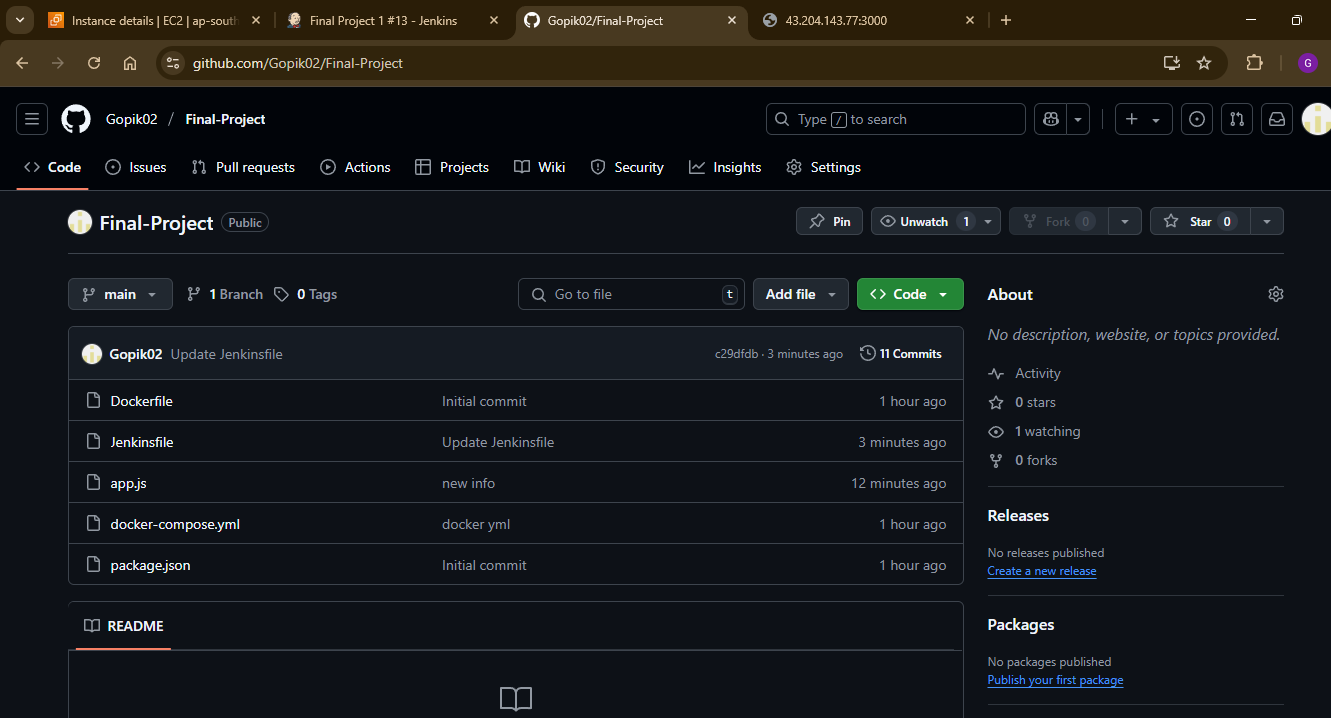 Instance details | EC2 | ap-south
Final Project 1 #13 - Jenkins
Gopik02/Final-Project
43.204.143.77:3000
github.com/Gopik02/Final-Project
G
Gopik02 / Final-Project
Type / to search
Code
Issues
Pull requests
Actions
Projects
Wiki
Security
Insights
Settings
Final-Project Public
Pin
Unwatch 1
Fork 0
Star 0
main
1 Branch
0 Tags
Go to file t
Add file
Code
Gopik02 Update Jenkinsfile c29dfdb · 3 minutes ago 11 Commits
Dockerfile Initial commit 1 hour ago
Jenkinsfile Update Jenkinsfile 3 minutes ago
app.js new info 12 minutes ago
docker-compose.yml docker yml 1 hour ago
package.json Initial commit 1 hour ago
README
About
No description, website, or topics provided.
Activity
0 stars
1 watching
0 forks
Releases
No releases published
Create a new release
Packages
No packages published
Publish your first package